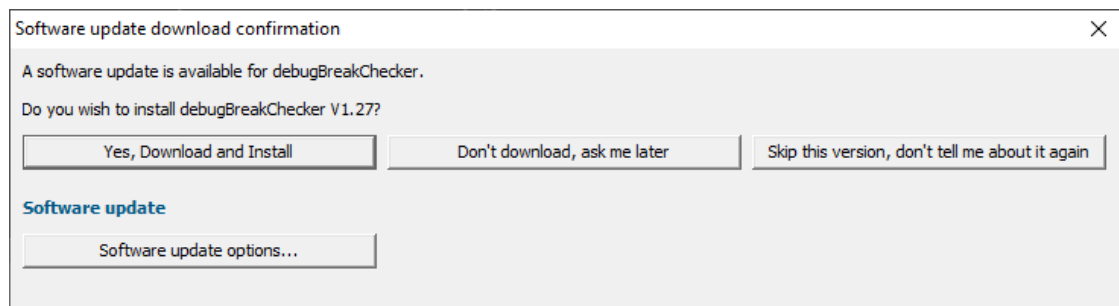 Software update download confirmation
A software update is available for debugBreakChecker.
Do you wish to install debugBreakChecker V1.27?
Yes, Download and Install
Don't download, ask me later
Skip this version, don't tell me about it again
Software update
Software update options...